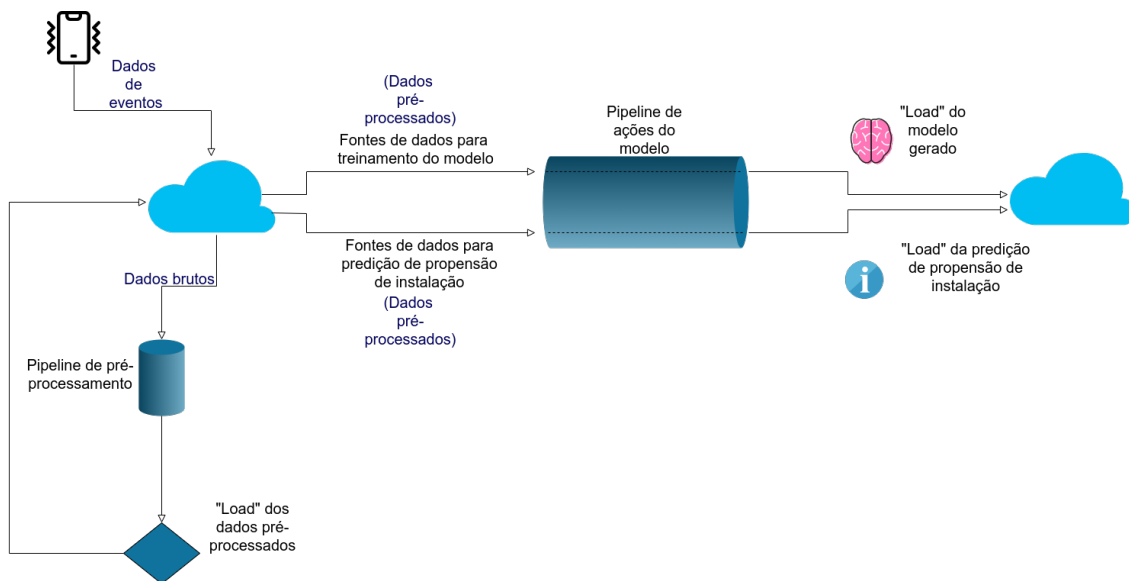 Dados
de
eventos
(Dados
pré-
processados)
Fontes de dados para
treinamento do modelo
Pipeline de
ações do
modelo
"Load" do
modelo
gerado
Fontes de dados para
predição de propensão
de instalação
(Dados
pré-
processados)
"Load" da predição
de propensão de
instalação
i
Dados brutos
Pipeline de pré-
processamento
"Load" dos
dados pré-
processados